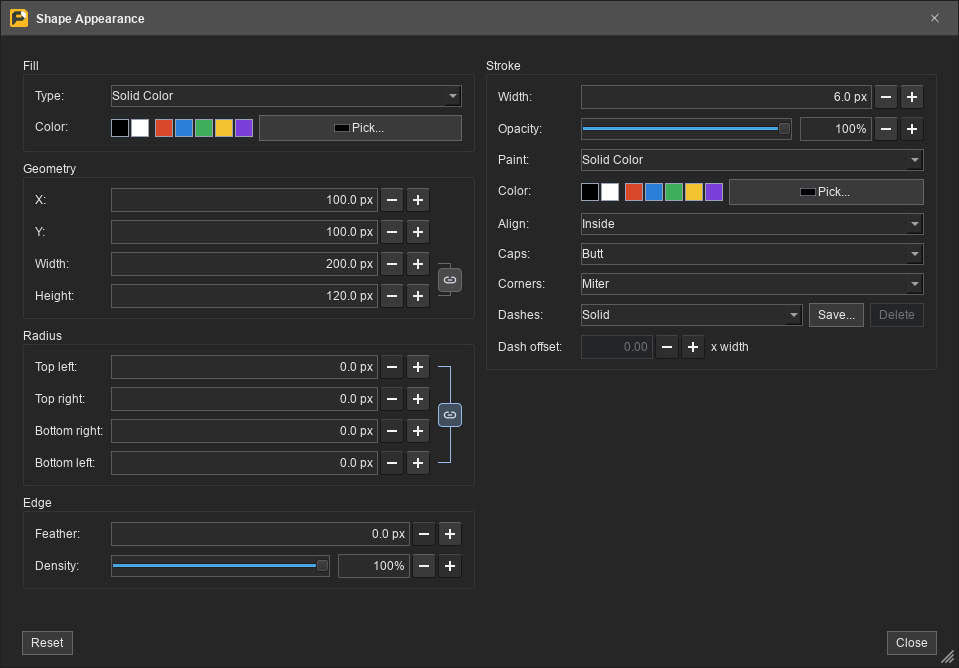 Shape Appearance
Fill
Type: Solid Color
Color: Pick...
Geometry
X: 100.0 px
Y: 100.0 px
Width: 200.0 px
Height: 120.0 px
Radius
Top left: 0.0 px
Top right: 0.0 px
Bottom right: 0.0 px
Bottom left: 0.0 px
Edge
Feather: 0.0 px
Density: 100%
Stroke
Width: 6.0 px
Opacity: 100%
Paint: Solid Color
Color: Pick...
Align: Inside
Caps: Butt
Corners: Miter
Dashes: Solid Save... Delete
Dash offset: 0.00 x width
Reset Close